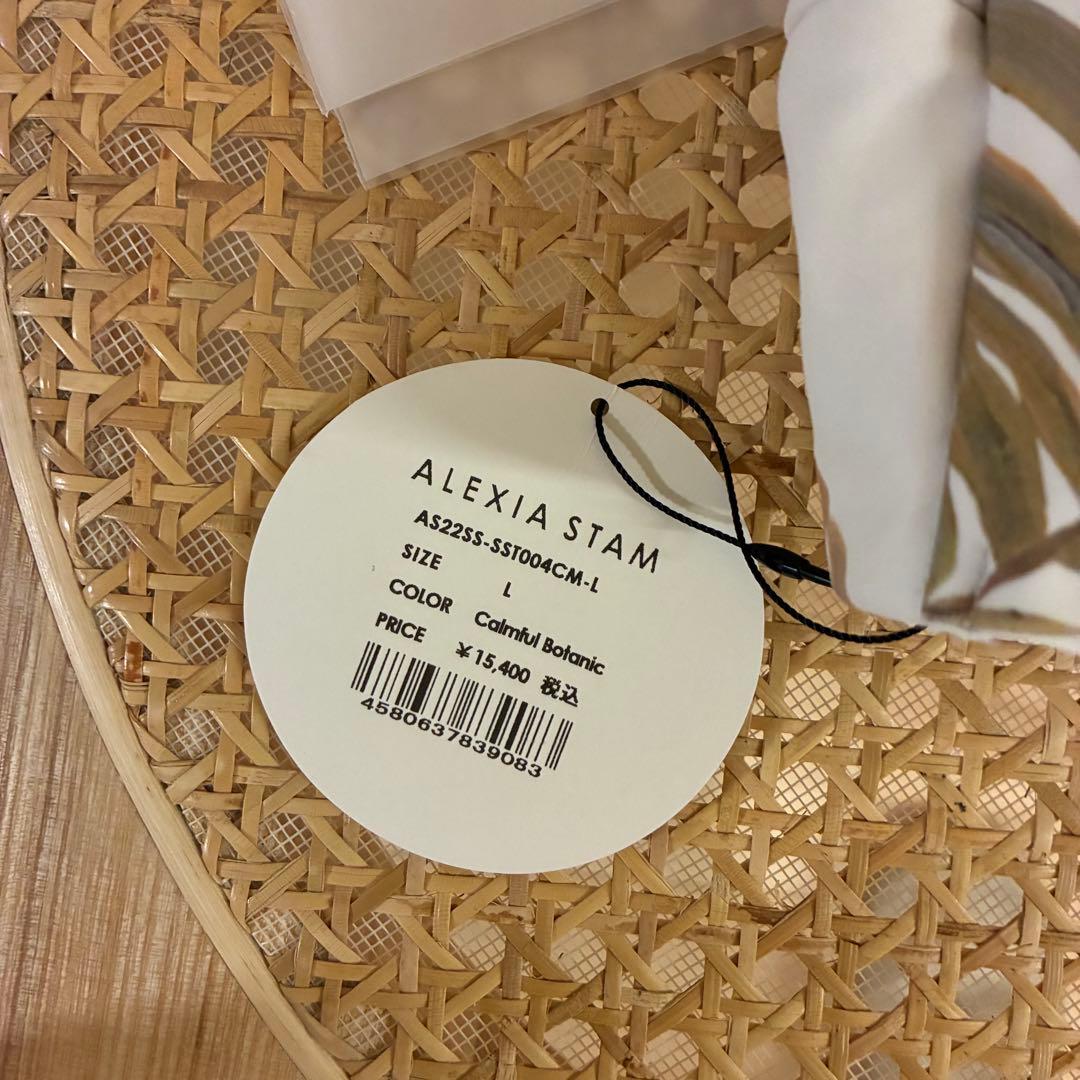 ALEXIA STAM
AS22SS-SST004CM-L
SIZE L
COLOR Calmful Botanic
PRICE ¥15,400 税込
4580637839083